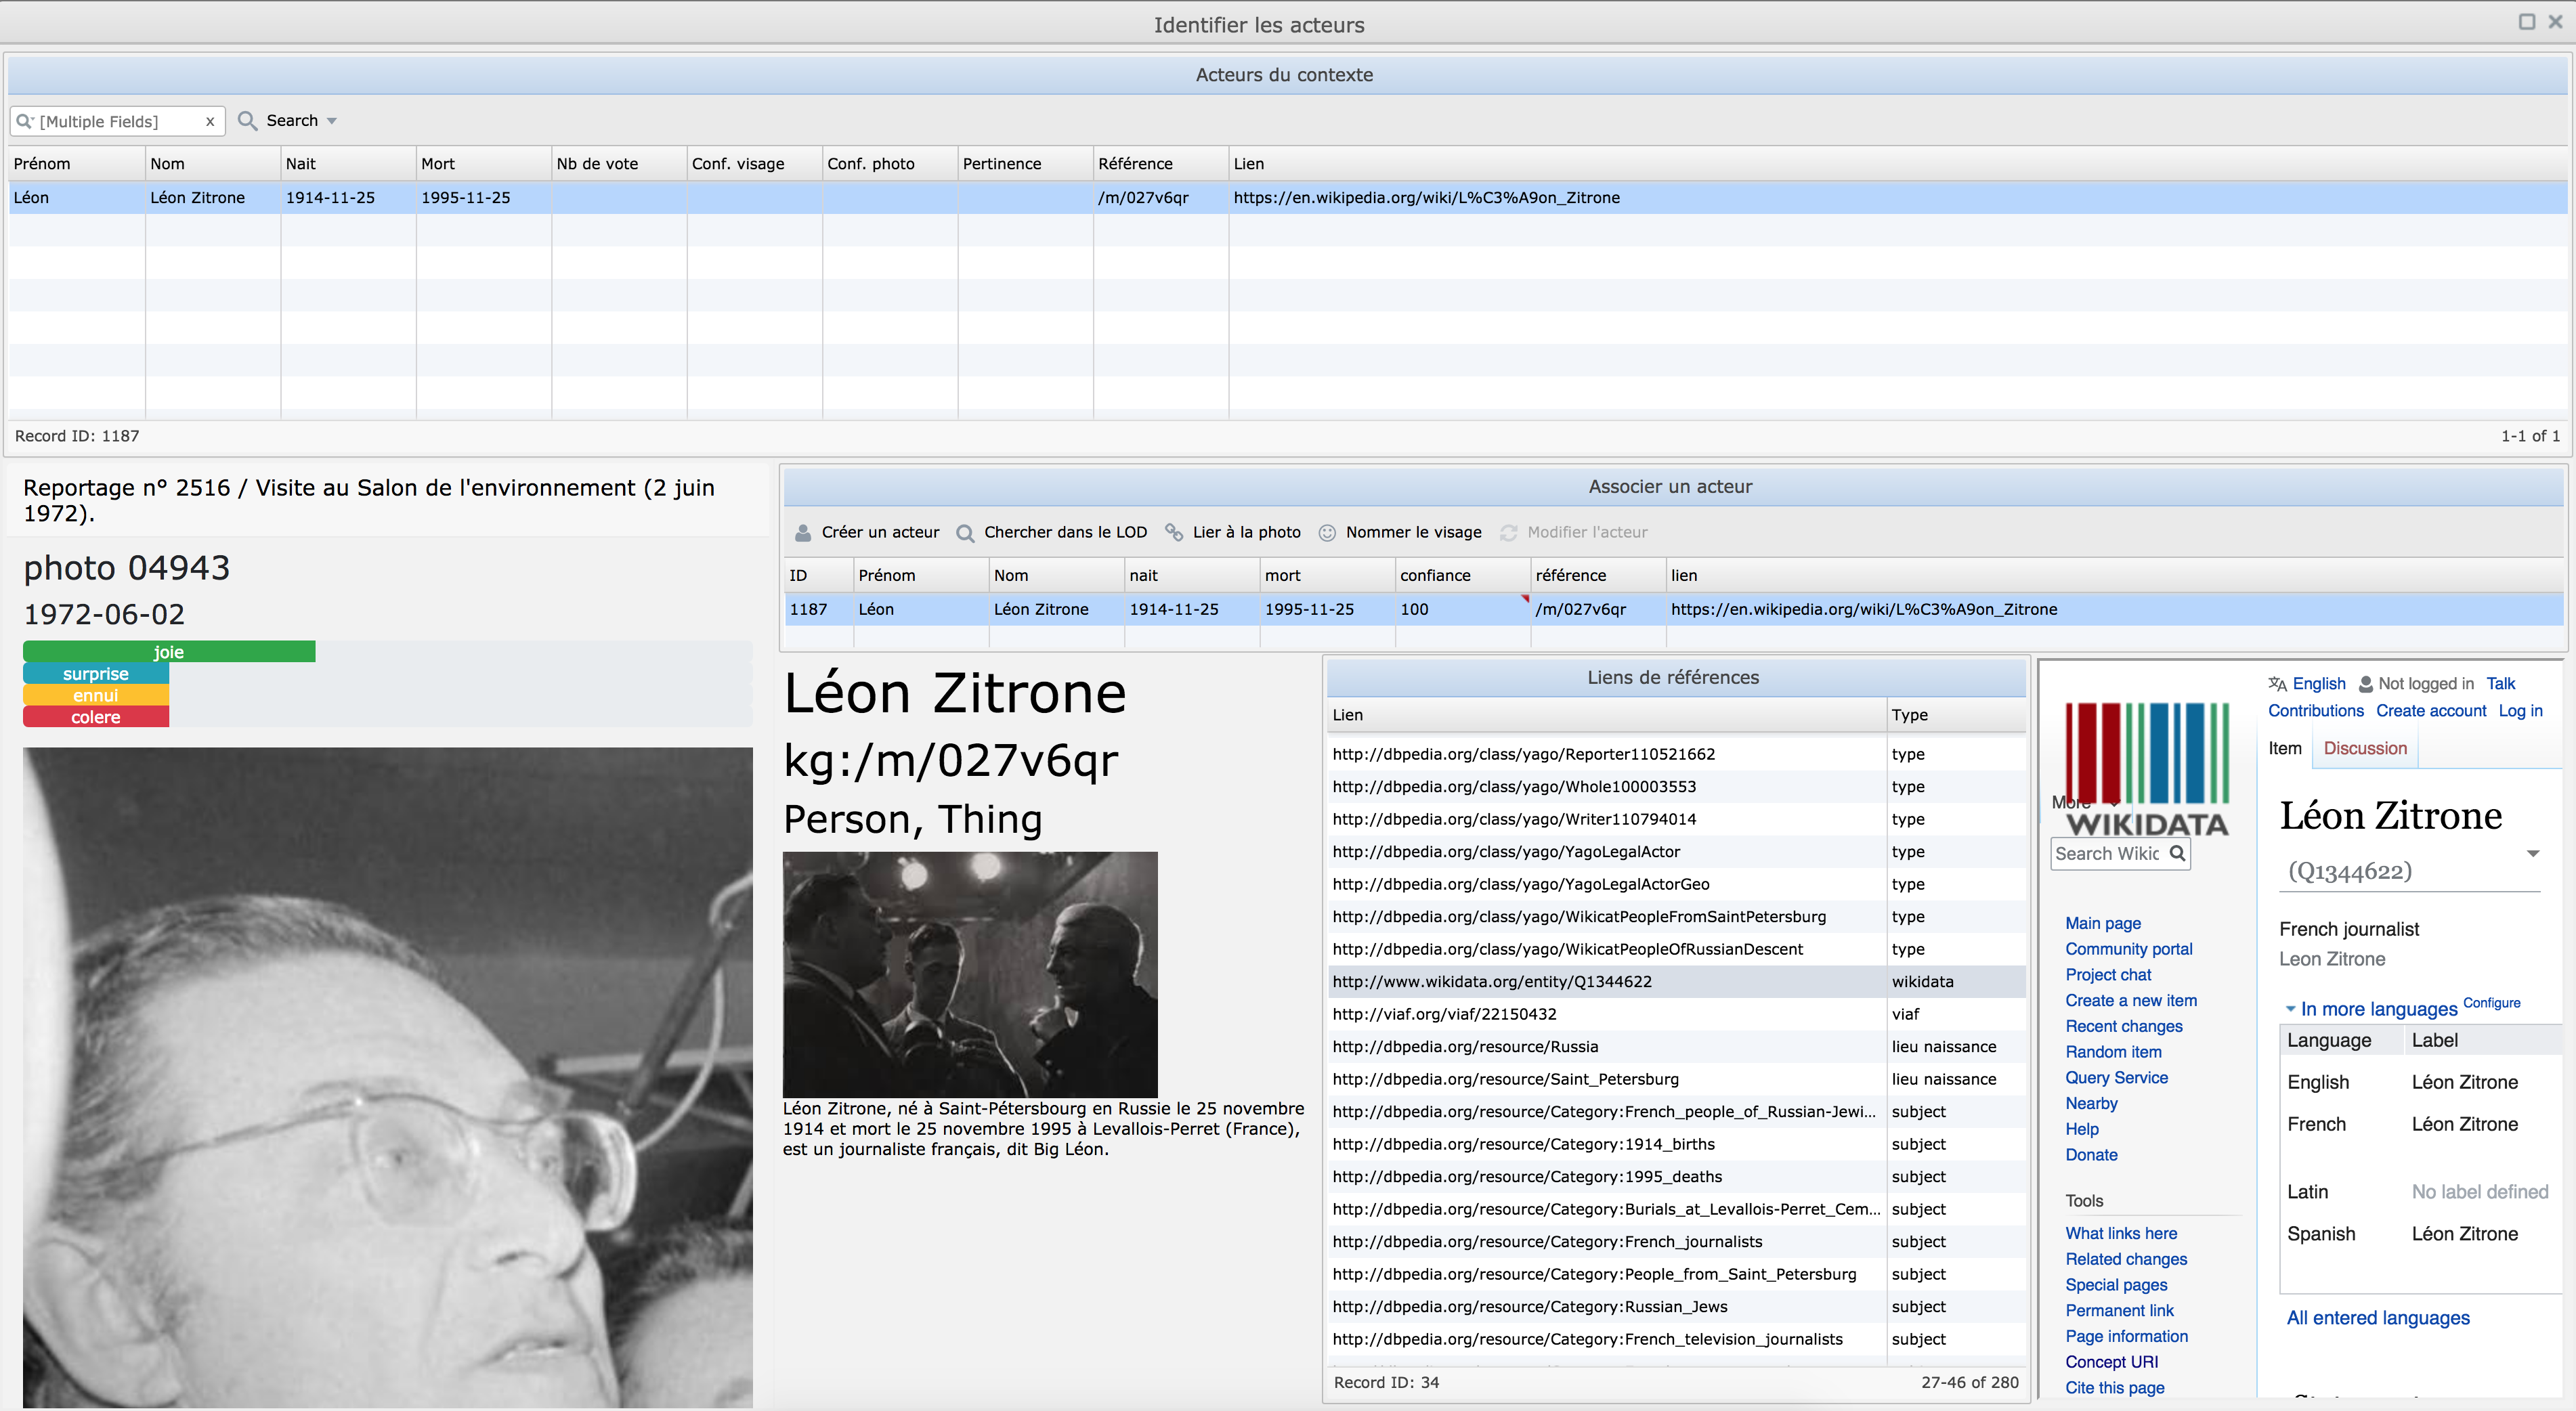 Identifier les acteurs
Acteurs du contexte
[Multiple Fields] x Search
Prénom Nom Nait Mort Nb de vote Conf. visage Conf. photo Pertinence Référence Lien
Léon Léon Zitrone 1914-11-25 1995-11-25 /m/027v6qr https://en.wikipedia.org/wiki/L%C3%A9on_Zitrone
Record ID: 1187 1-1 of 1
Reportage n° 2516 / Visite au Salon de l'environnement (2 juin
1972).
photo 04943
1972-06-02
joie
surprise
ennui
colere
Associer un acteur
Créer un acteur Chercher dans le LOD Lier à la photo Nommer le visage Modifier l'acteur
ID Prénom Nom nait mort confiance référence lien
1187 Léon Léon Zitrone 1914-11-25 1995-11-25 100 /m/027v6qr https://en.wikipedia.org/wiki/L%C3%A9on_Zitrone
Léon Zitrone
kg:/m/027v6qr
Person, Thing
Léon Zitrone, né à Saint-Pétersbourg en Russie le 25 novembre
1914 et mort le 25 novembre 1995 à Levallois-Perret (France),
est un journaliste français, dit Big Léon.
Liens de références
Lien Type
http://dbpedia.org/class/yago/Reporter110521662 type
http://dbpedia.org/class/yago/Whole100003553 type
http://dbpedia.org/class/yago/Writer110794014 type
http://dbpedia.org/class/yago/YagoLegalActor type
http://dbpedia.org/class/yago/YagoLegalActorGeo type
http://dbpedia.org/class/yago/WikicatPeopleFromSaintPetersburg type
http://dbpedia.org/class/yago/WikicatPeopleOfRussianDescent type
http://www.wikidata.org/entity/Q1344622 wikidata
http://viaf.org/viaf/22150432 viaf
http://dbpedia.org/resource/Russia lieu naissance
http://dbpedia.org/resource/Saint_Petersburg lieu naissance
http://dbpedia.org/resource/Category:French_people_of_Russian-Jewi... subject
http://dbpedia.org/resource/Category:1914_births subject
http://dbpedia.org/resource/Category:1995_deaths subject
http://dbpedia.org/resource/Category:Burials_at_Levallois-Perret_Cem... subject
http://dbpedia.org/resource/Category:French_journalists subject
http://dbpedia.org/resource/Category:People_from_Saint_Petersburg subject
http://dbpedia.org/resource/Category:Russian_Jews subject
http://dbpedia.org/resource/Category:French_television_journalists subject
Record ID: 34 27-46 of 280
English Not logged in Talk
Contributions Create account Log in
Item Discussion
More
WIKIDATA
Search Wikic
Main page
Community portal
Project chat
Create a new item
Recent changes
Random item
Query Service
Nearby
Help
Donate
Tools
What links here
Related changes
Special pages
Permanent link
Page information
Concept URI
Cite this page
Léon Zitrone
(Q1344622)
French journalist
Leon Zitrone
In more languages Configure
Language Label
English Léon Zitrone
French Léon Zitrone
Latin No label defined
Spanish Léon Zitrone
All entered languages